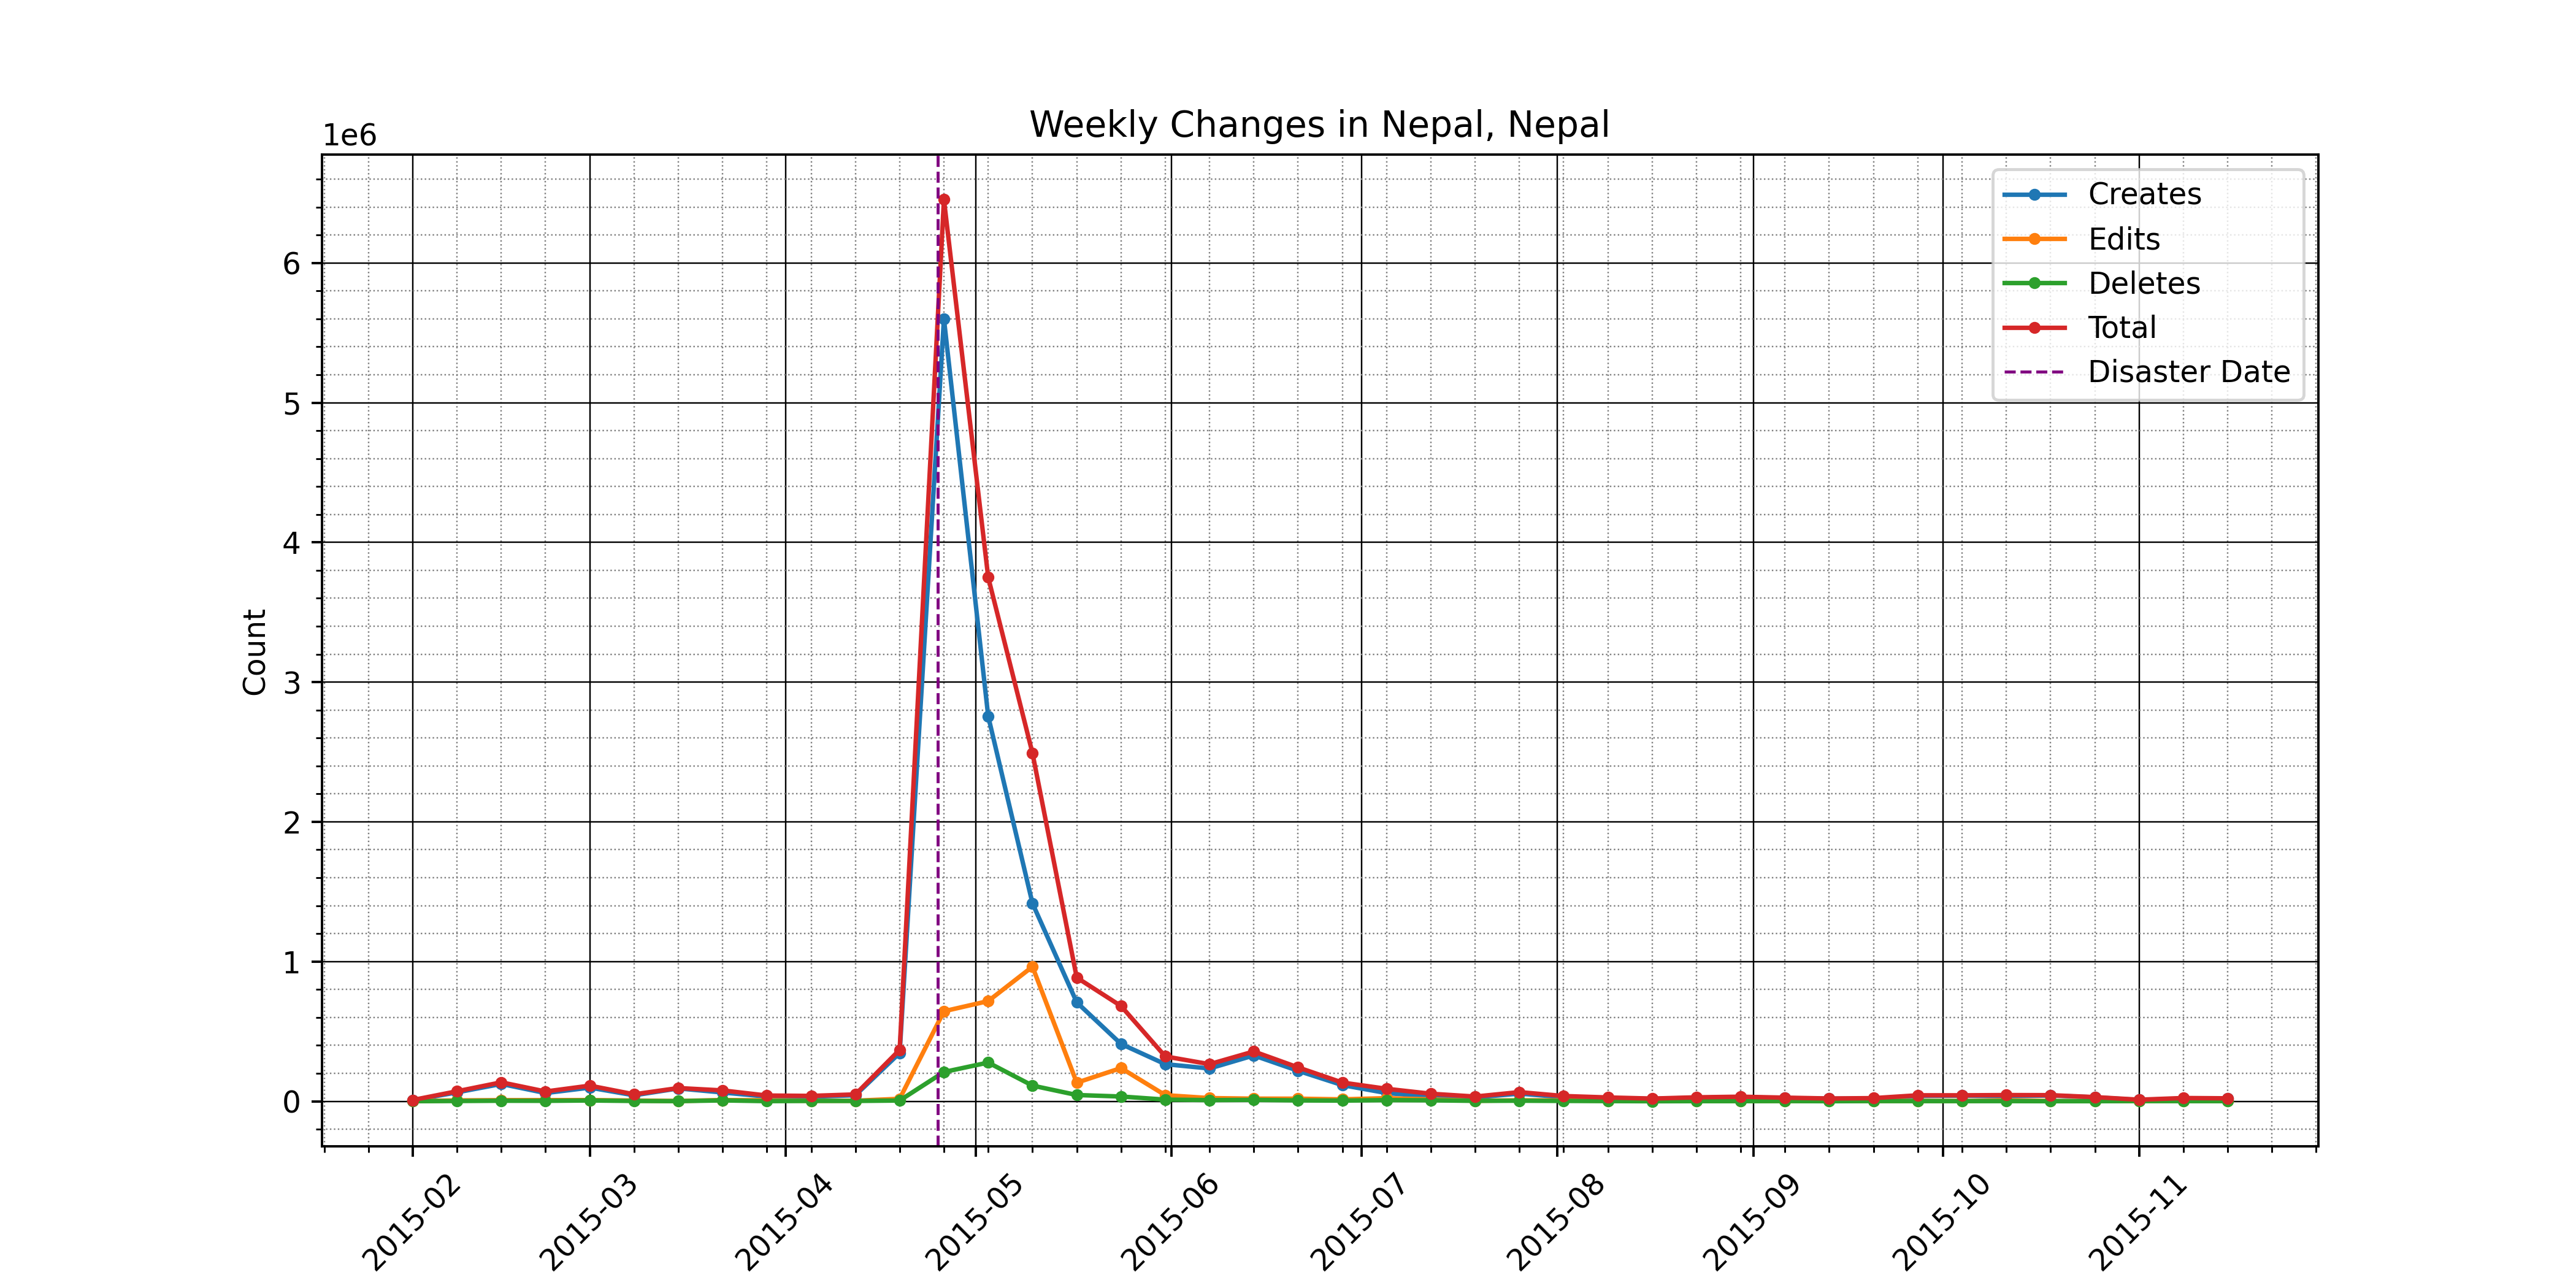 Weekly Changes in Nepal, Nepal
1e6
Creates
Edits
Deletes
Total
Disaster Date
6
5
4
3
2
1
0
Count
2015-02
2015-03
2015-04
2015-05
2015-06
2015-07
2015-08
2015-09
2015-10
2015-11